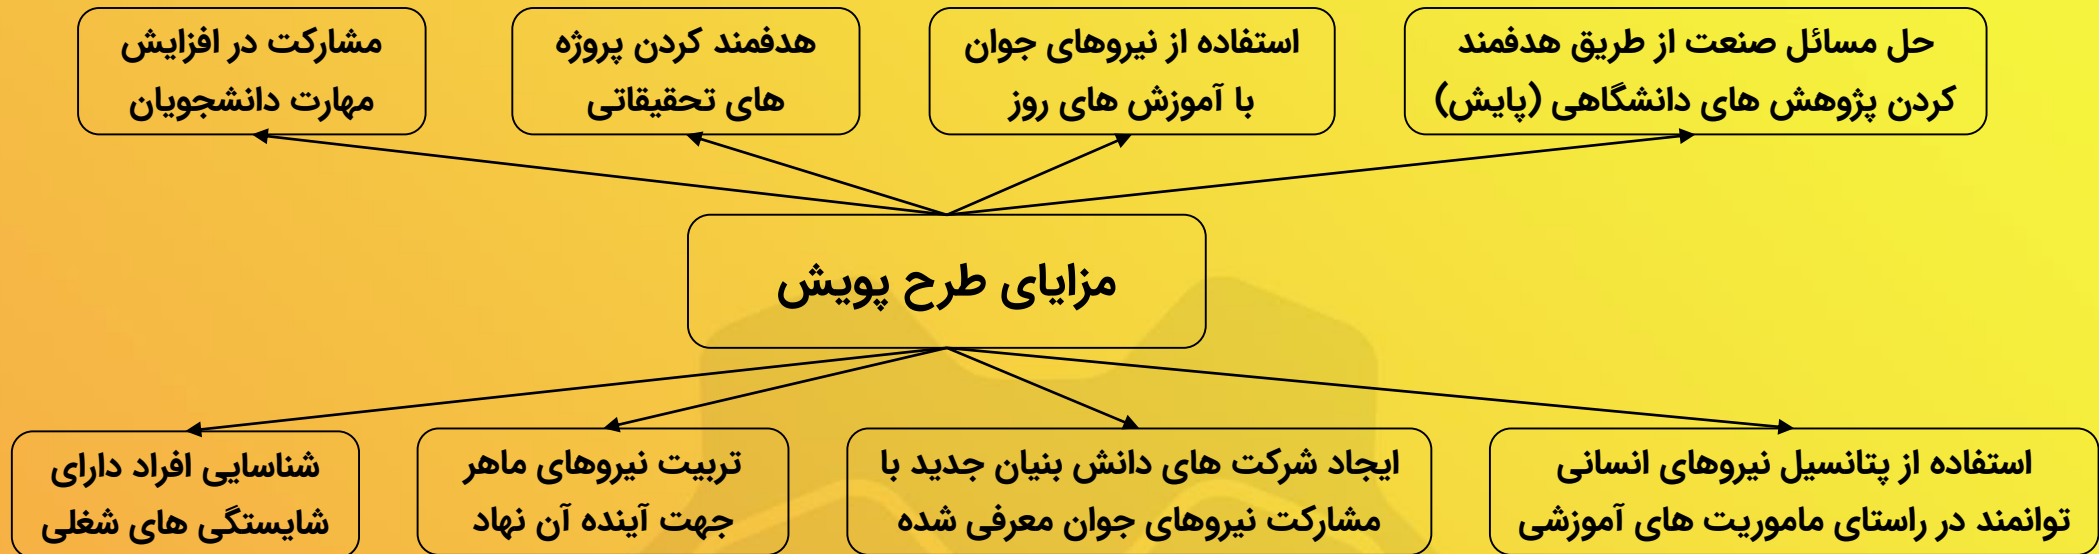 حل مسائل صنعت از طریق هدفمند
کردن پژوهش های دانشگاهی (پایش)
استفاده از نیروهای جوان
با آموزش های روز
هدفمند کردن پروژه
های تحقیقاتی
مشارکت در افزایش
مهارت دانشجویان
مزایای طرح پویش
استفاده از پتانسیل نیروهای انسانی
توانمند در راستای ماموریت های آموزشی
ایجاد شرکت های دانش بنیان جدید با
مشارکت نیروهای جوان معرفی شده
تربیت نیروهای ماهر
جهت آینده آن نهاد
شناسایی افراد دارای
شایستگی های شغلی